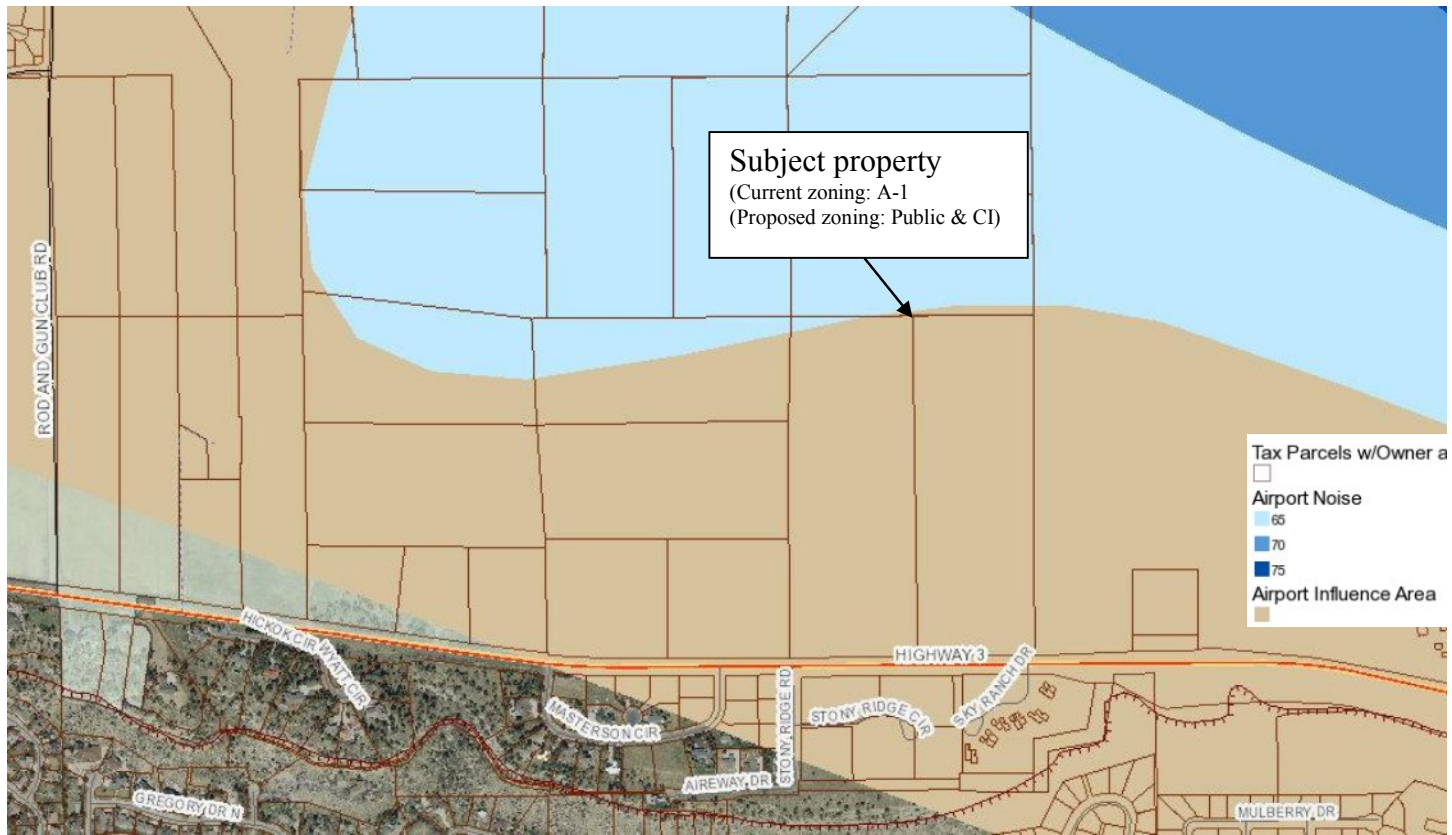 Subject property
(Current zoning: A-1
(Proposed zoning: Public & CI)
ROD AND GUN CLUB RD
Tax Parcels w/Owner a
Airport Noise
65
70
75
Airport Influence Area
HICKOK CIR
WYATT CIR
HIGHWAY 3
MASTERSON CIR
STONY RIDGE RD
STONY RIDGE CIR
SKY RANCH DR
AIREWAY DR
GREGORY DR N
MULBERRY DR